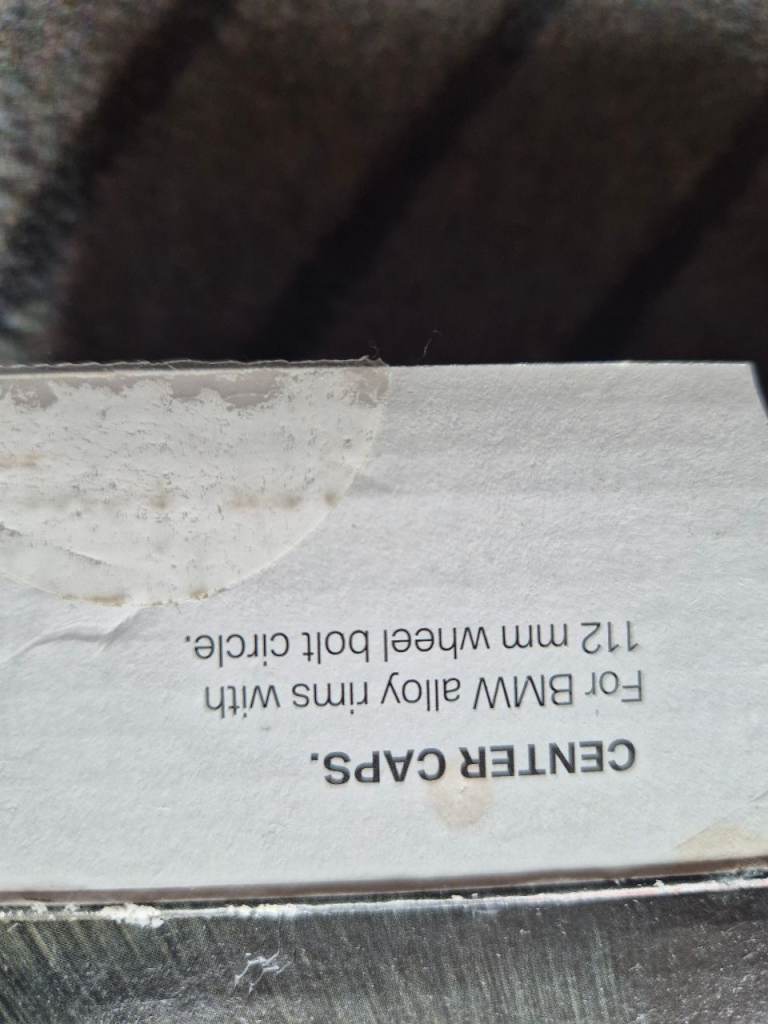 CENTER CAPS.
For BMW alloy rims with
112 mm wheel bolt circle.